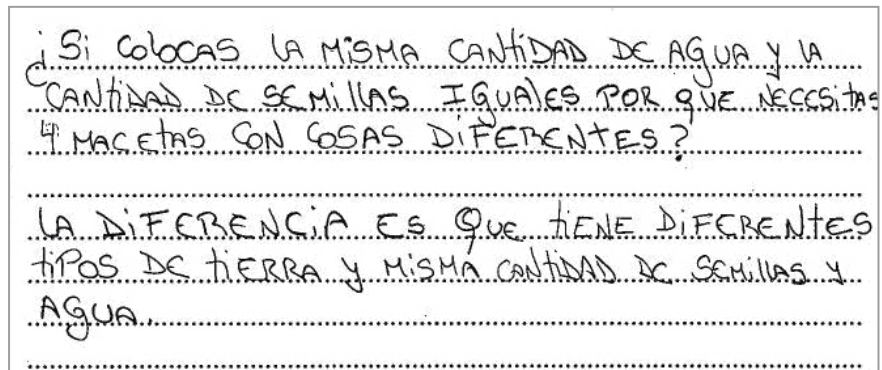 ¿Si colocas la misma cantidad de agua y la
cantidad de semillas iguales por que necesitas
4 macetas con cosas diferentes?
la diferencia es que tiene diferentes
tipos de tierra y misma cantidad de semillas y
agua.